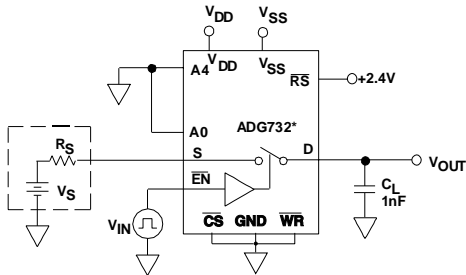 VDD VSS
VDD VSS
A4
RS +2.4V
A0 ADG732*
RS S D VOUT
EN
VS CL
1nF
VIN CS GND WR